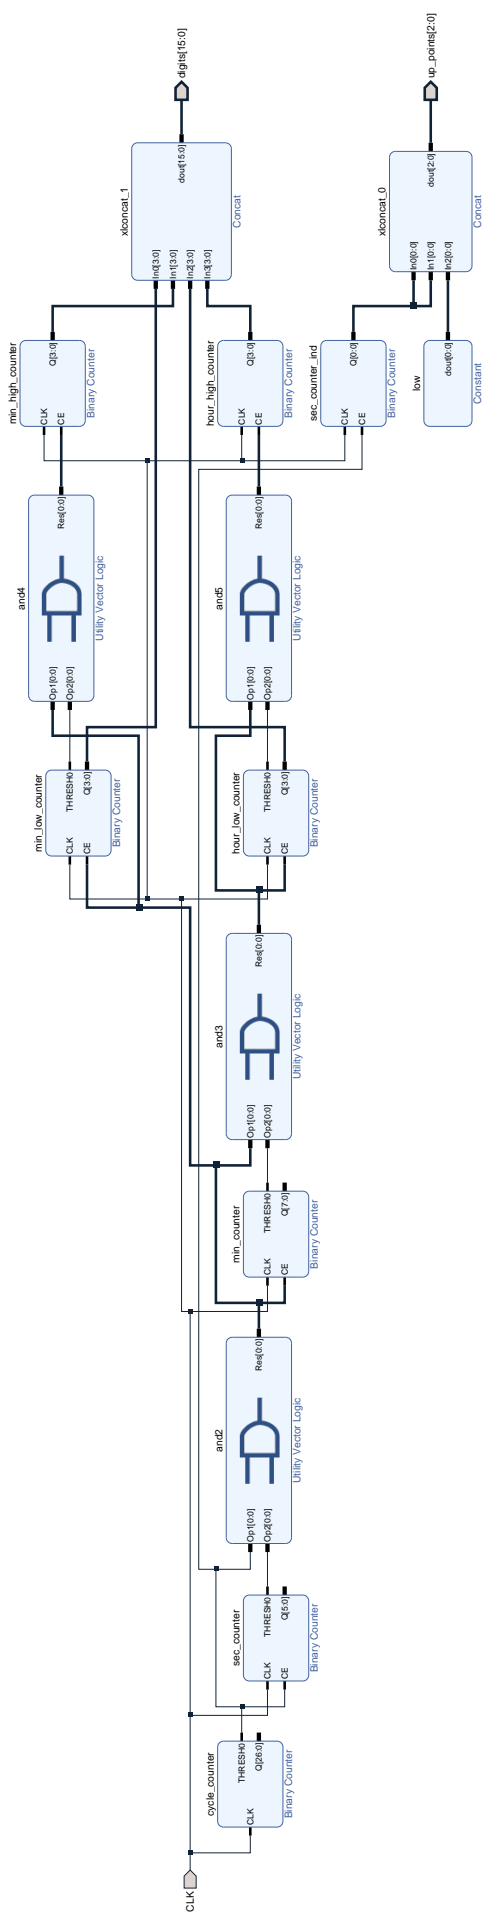 CLK
cycle_counter
CLK
THRESH0
Q[26:0]
Binary Counter
sec_counter
CLK
CE
THRESH0
Q[5:0]
Binary Counter
and2
Op1[0:0]
Op2[0:0]
Res[0:0]
Utility Vector Logic
min_counter
CLK
CE
THRESH0
Q[7:0]
Binary Counter
and3
Op1[0:0]
Op2[0:0]
Res[0:0]
Utility Vector Logic
min_low_counter
CLK
CE
THRESH0
Q[3:0]
Binary Counter
hour_low_counter
CLK
CE
THRESH0
Q[3:0]
Binary Counter
and4
Op1[0:0]
Op2[0:0]
Res[0:0]
Utility Vector Logic
and5
Op1[0:0]
Op2[0:0]
Res[0:0]
Utility Vector Logic
min_high_counter
CLK
CE
Q[3:0]
Binary Counter
hour_high_counter
CLK
CE
Q[3:0]
Binary Counter
sec_counter_ind
CLK
CE
Q[0:0]
Binary Counter
low
dout[0:0]
Constant
xlconcat_1
In0[3:0]
In1[3:0]
In2[3:0]
In3[3:0]
dout[15:0]
Concat
xlconcat_0
In0[0:0]
In1[0:0]
In2[0:0]
dout[2:0]
Concat
digits[15:0]
up_points[2:0]